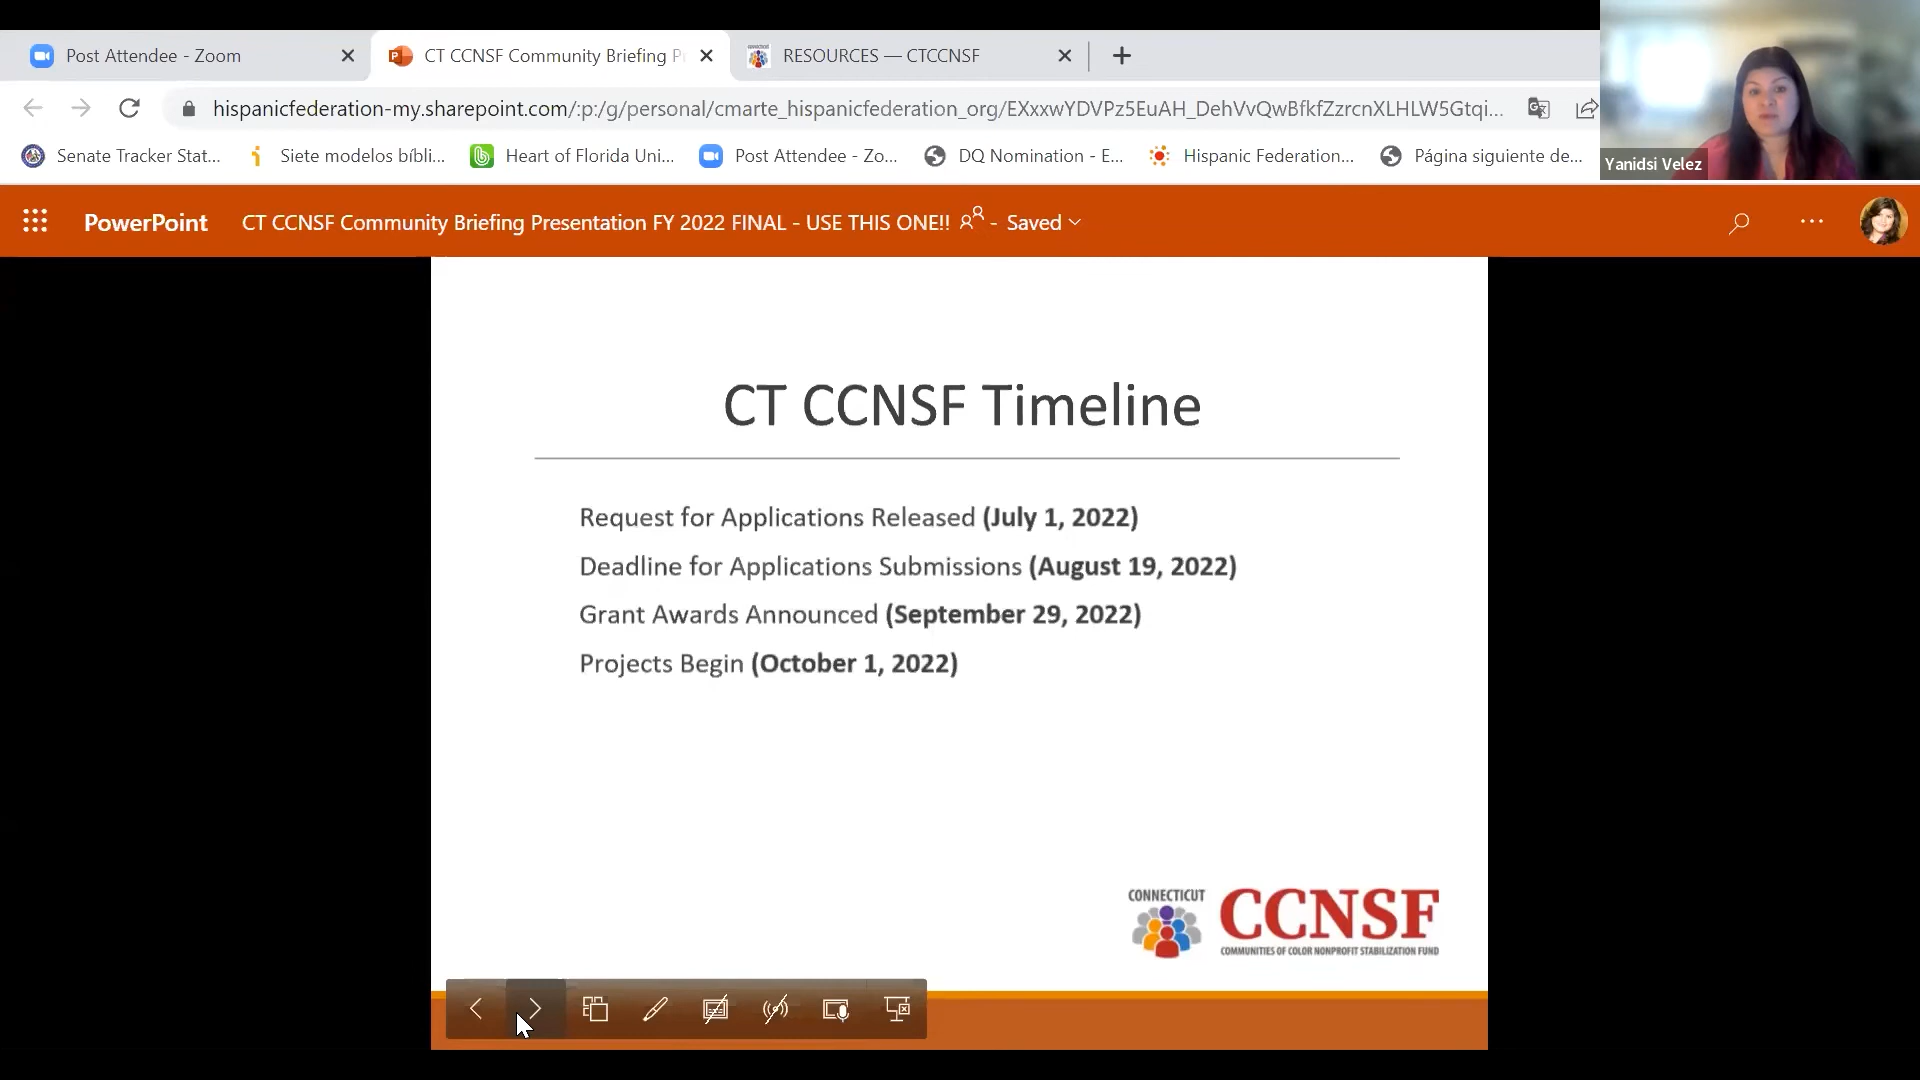 Post Attendee - Zoom
CT CCNSF Community Briefing P
RESOURCES — CTCCNSF
hispanicfederation-my.sharepoint.com/:p:/g/personal/cmarte_hispanicfederation_org/EXxxwYDVPz5EuAH_DehVvQwBfkfZzrcnXLHLW5Gtqi...
Senate Tracker Stat...
Siete modelos bíbli...
Heart of Florida Uni...
Post Attendee - Zo...
DQ Nomination - E...
Hispanic Federation...
Página siguiente de...
Yanidsi Velez
PowerPoint
CT CCNSF Community Briefing Presentation FY 2022 FINAL - USE THIS ONE!! - Saved
CT CCNSF Timeline
Request for Applications Released (July 1, 2022)
Deadline for Applications Submissions (August 19, 2022)
Grant Awards Announced (September 29, 2022)
Projects Begin (October 1, 2022)
CONNECTICUT
CCNSF
COMMUNITIES OF COLOR NONPROFIT STABILIZATION FUND